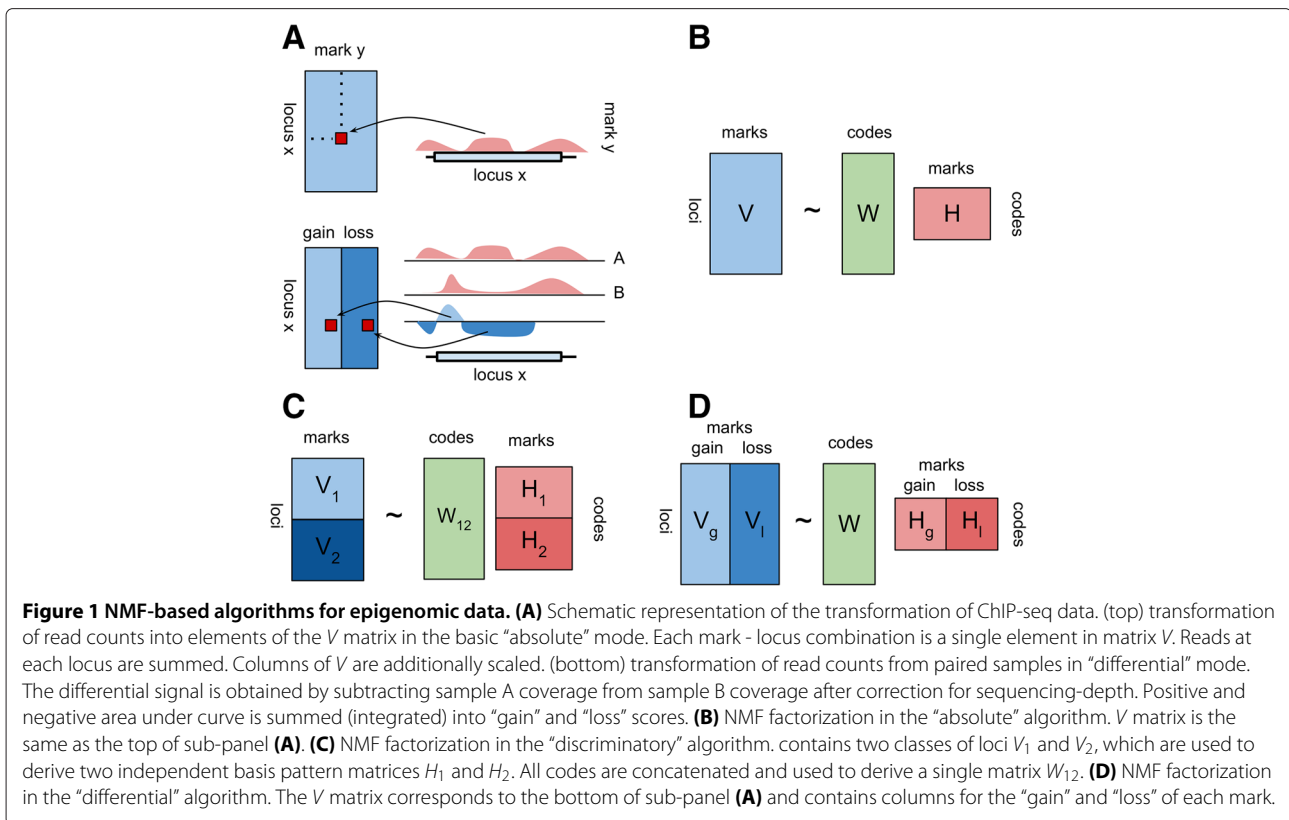 A
mark y
locus x
mark y
locus x
gain loss
locus x
A
B
locus x
B
marks
codes
marks
loci
V
~
W
H
codes
C
marks
codes
marks
loci
V1
V2
~
W12
H1
H2
codes
D
marks
gain loss
codes
marks
gain loss
loci
Vg
Vl
~
W
Hg
Hl
codes
Figure 1 NMF-based algorithms for epigenomic data. (A) Schematic representation of the transformation of ChIP-seq data. (top) transformation
of read counts into elements of the V matrix in the basic “absolute” mode. Each mark - locus combination is a single element in matrix V. Reads at
each locus are summed. Columns of V are additionally scaled. (bottom) transformation of read counts from paired samples in “differential” mode.
The differential signal is obtained by subtracting sample A coverage from sample B coverage after correction for sequencing-depth. Positive and
negative area under curve is summed (integrated) into “gain” and “loss” scores. (B) NMF factorization in the “absolute” algorithm. V matrix is the
same as the top of sub-panel (A). (C) NMF factorization in the “discriminatory” algorithm. contains two classes of loci V1 and V2, which are used to
derive two independent basis pattern matrices H1 and H2. All codes are concatenated and used to derive a single matrix W12. (D) NMF factorization
in the “differential” algorithm. The V matrix corresponds to the bottom of sub-panel (A) and contains columns for the “gain” and “loss” of each mark.